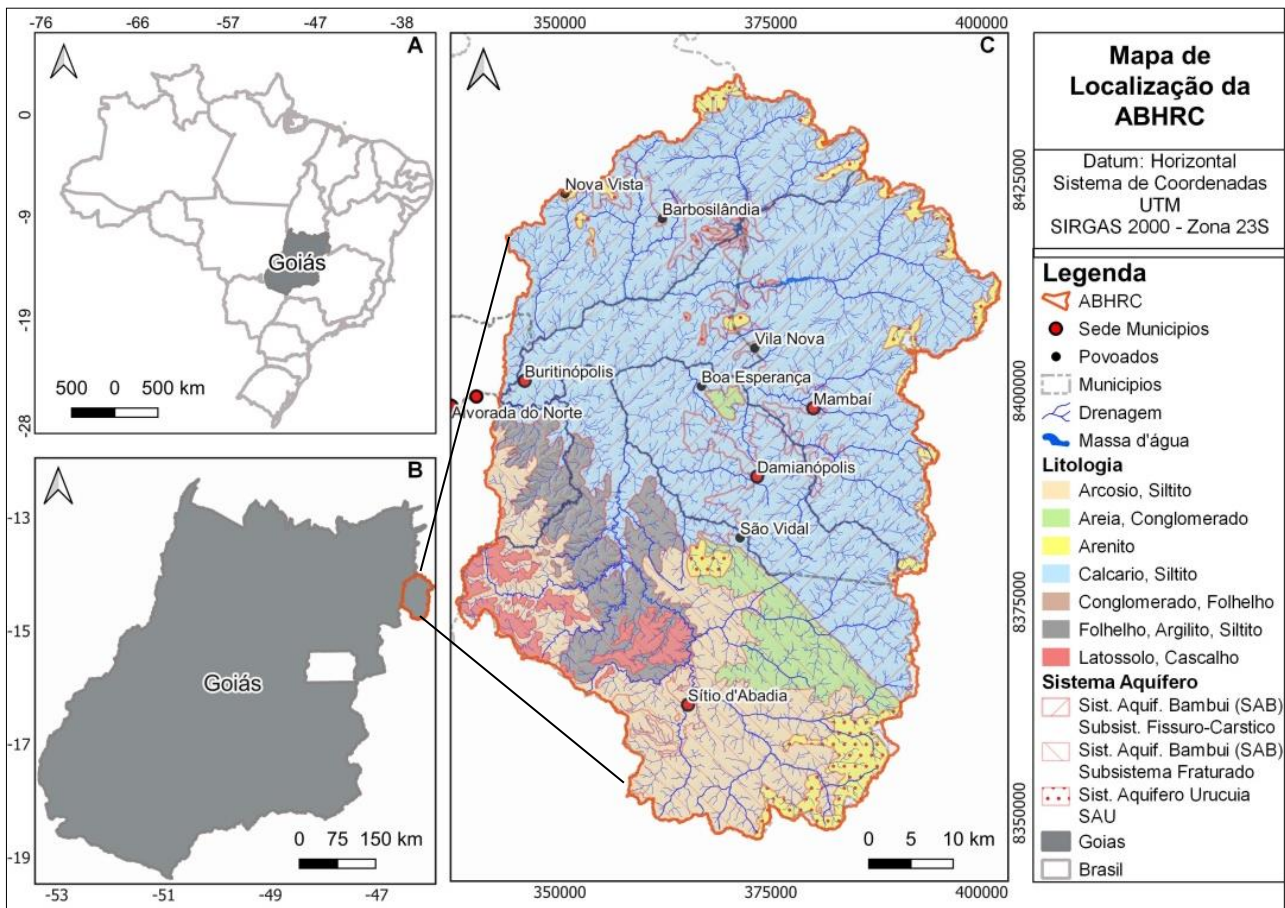 -76
-66
-57
-47
-38
A
0
-9
-19
-28
Goiás
500 0 500 km
B
-13
-15
-17
-19
Goiás
0 75 150 km
-53
-51
-49
-47
350000
375000
400000
C
Nova Vista
Barbosilândia
Vila Nova
Buritinópolis
Boa Esperança
Alvorada do Norte
Mambaí
Damianópolis
São Vidal
Sítio d'Abadia
0 5 10 km
8425000
8400000
8375000
8350000
350000
375000
400000
Mapa de
Localização da
ABHRC
Datum: Horizontal
Sistema de Coordenadas
UTM
SIRGAS 2000 - Zona 23S
Legenda
ABHRC
Sede Municipios
Povoados
Municipios
Drenagem
Massa d'água
Litologia
Arcosio, Siltito
Areia, Conglomerado
Arenito
Calcario, Siltito
Conglomerado, Folhelho
Folhelho, Argilito, Siltito
Latossolo, Cascalho
Sistema Aquífero
Sist. Aquif. Bambui (SAB)
Subsist. Fissuro-Carstico
Sist. Aquif. Bambui (SAB)
Subsistema Fraturado
Sist. Aquifero Urucuia
SAU
Goias
Brasil